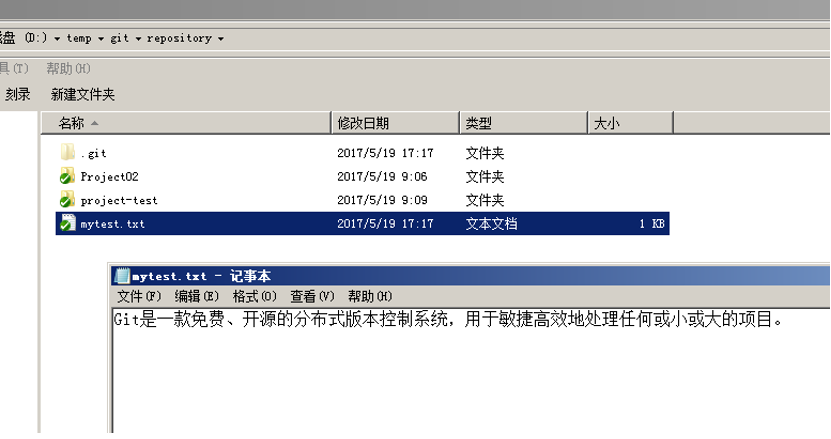 盘 (D:) temp git repository
具(T) 帮助(H)
刻录 新建文件夹
名称 修改日期 类型 大小
.git 2017/5/19 17:17 文件夹
Project02 2017/5/19 9:06 文件夹
project-test 2017/5/19 9:09 文件夹
mytest.txt 2017/5/19 17:17 文本文档 1 KB
mytest.txt - 记事本
文件(F) 编辑(E) 格式(O) 查看(V) 帮助(H)
Git是一款免费、开源的分布式版本控制系统，用于敏捷高效地处理任何或小或大的项目。